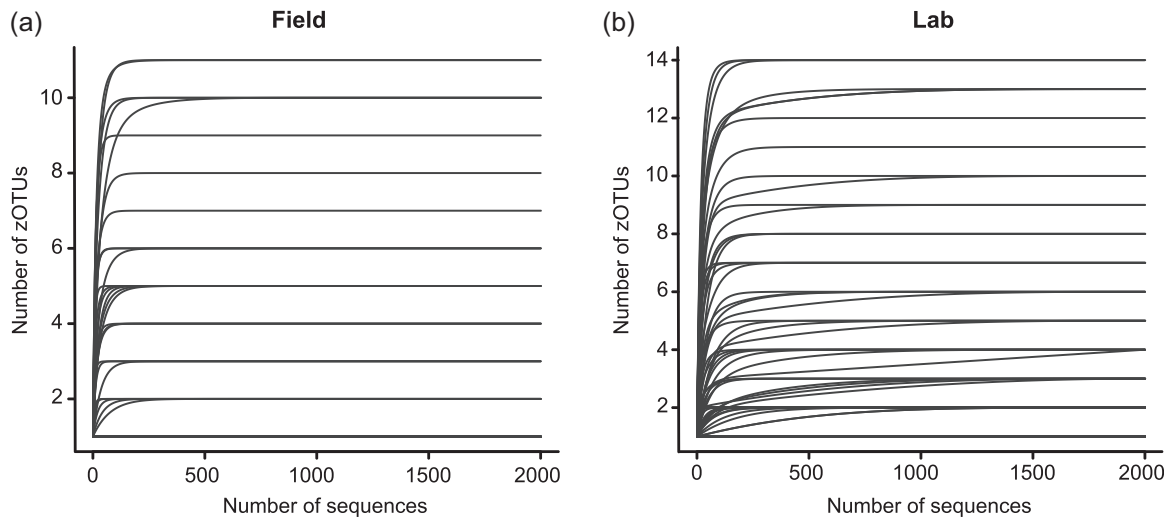 (a)
Field
Number of zOTUs
10
8
6
4
2
0
500
1000
1500
2000
Number of sequences
(b)
Lab
Number of zOTUs
14
12
10
8
6
4
2
0
500
1000
1500
2000
Number of sequences